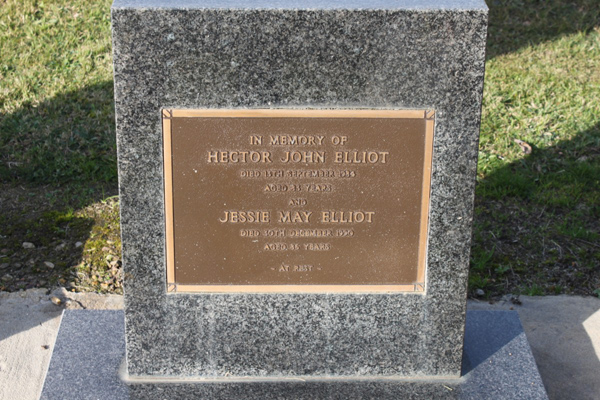 IN MEMORY OF
HECTOR JOHN ELLIOT
DIED SEPTEMBER
AGED YEARS
AND
JESSIE MAY ELLIOT
DIED 30TH DECEMBER
AGED YEARS
- AT REST -